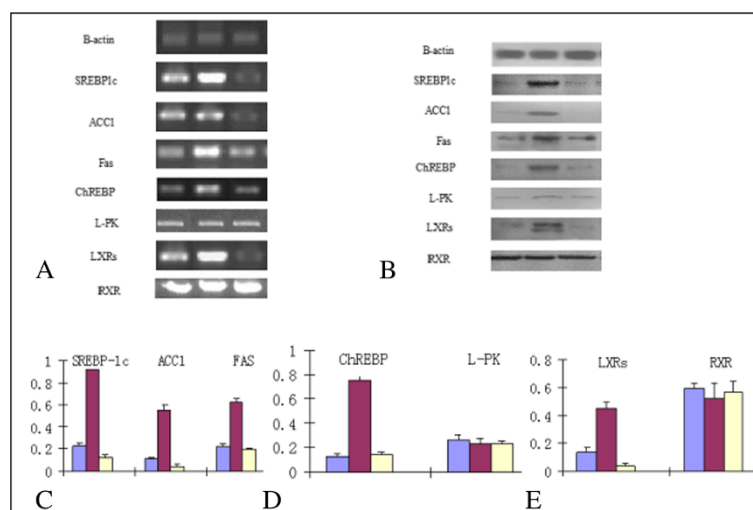 B-actin
SREBP1c
ACC1
Fas
ChREBP
L-PK
LXRs
RXR
A
B-actin
SREBP1c
ACC1
Fas
ChREBP
L-PK
LXRs
RXR
B
SREBP-1c ACC1 FAS
1
0.8
0.6
0.4
0.2
0
C
ChREBP L-PK
1
0.8
0.6
0.4
0.2
0
D
LXRs RXR
0.8
0.6
0.4
0.2
0
E